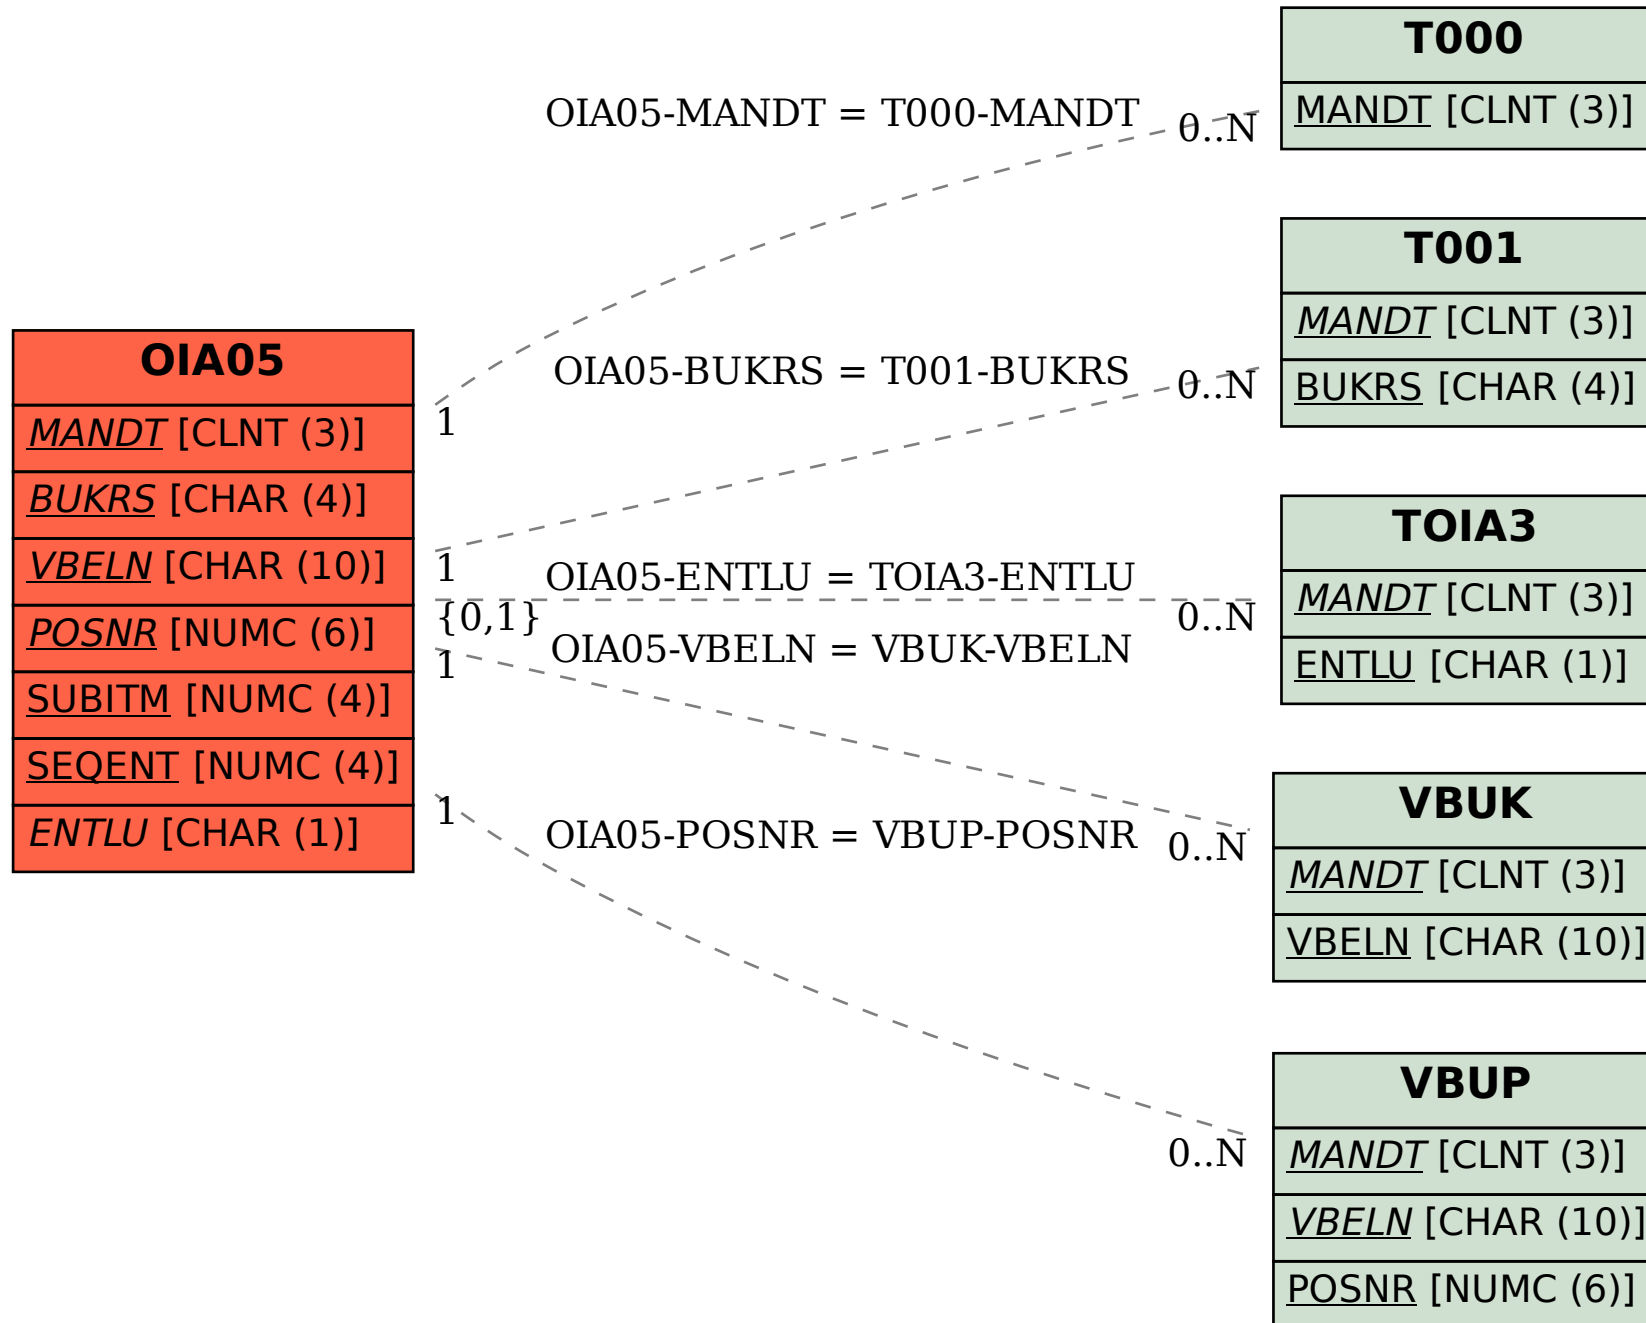 OIA05
MANDT [CLNT (3)]
BUKRS [CHAR (4)]
VBELN [CHAR (10)]
POSNR [NUMC (6)]
SUBITM [NUMC (4)]
SEQENT [NUMC (4)]
ENTLU [CHAR (1)]
OIA05-MANDT = T000-MANDT
0..N
1
OIA05-BUKRS = T001-BUKRS
0..N
1
OIA05-ENTLU = TOIA3-ENTLU
0..N
{0,1}
OIA05-VBELN = VBUK-VBELN
1
0..N
OIA05-POSNR = VBUP-POSNR
1
0..N
T000
MANDT [CLNT (3)]
T001
MANDT [CLNT (3)]
BUKRS [CHAR (4)]
TOIA3
MANDT [CLNT (3)]
ENTLU [CHAR (1)]
VBUK
MANDT [CLNT (3)]
VBELN [CHAR (10)]
VBUP
MANDT [CLNT (3)]
VBELN [CHAR (10)]
POSNR [NUMC (6)]